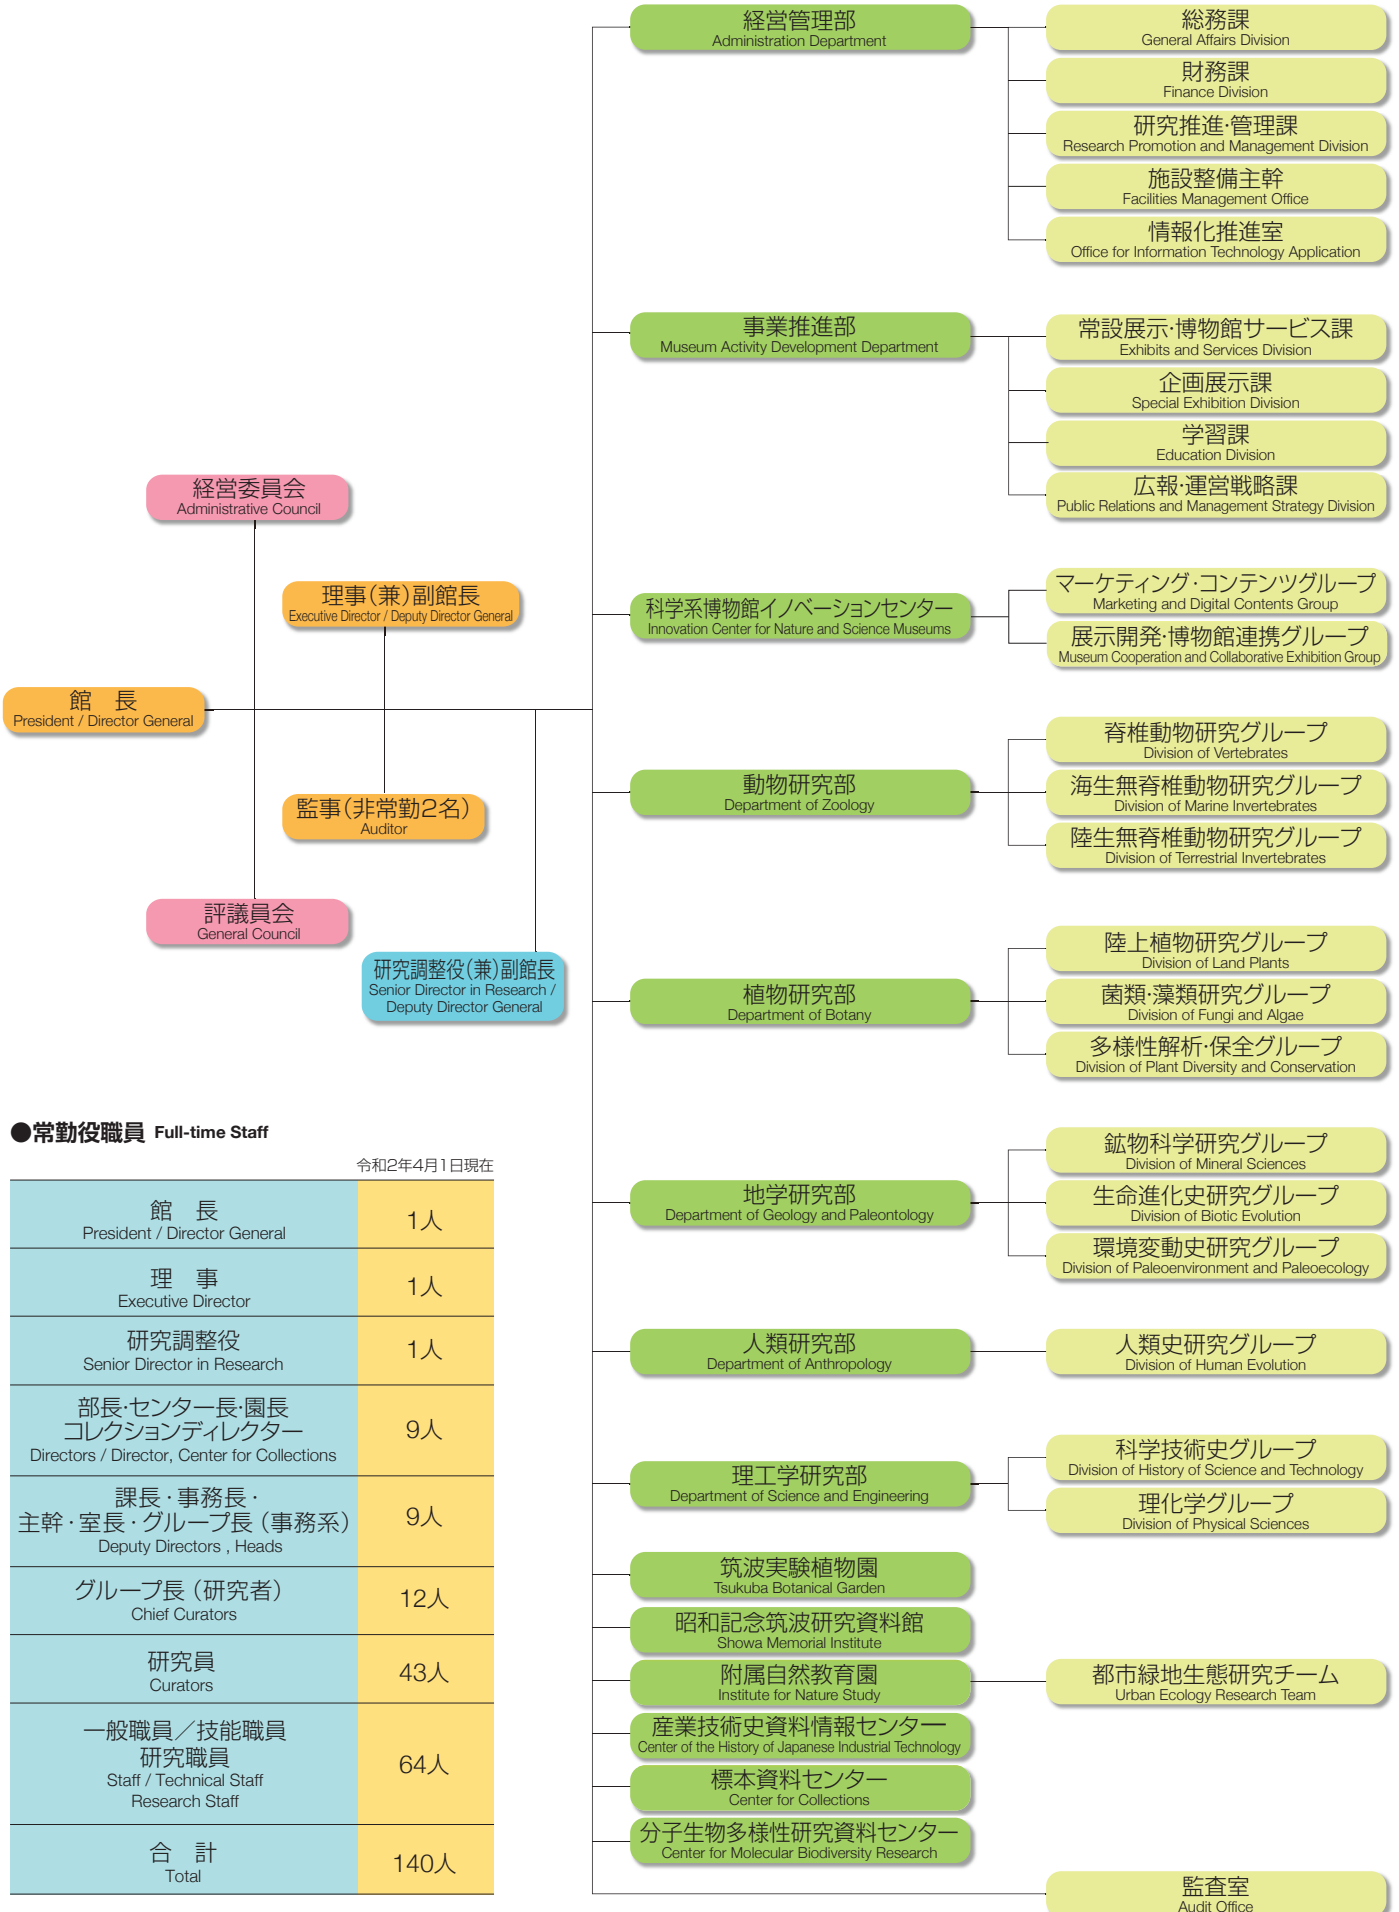 経営管理部
Administration Department
総務課
General Affairs Division
財務課
Finance Division
研究推進・管理課
Research Promotion and Management Division
施設整備主幹
Facilities Management Office
情報化推進室
Office for Information Technology Application
事業推進部
Museum Activity Development Department
常設展示・博物館サービス課
Exhibits and Services Division
企画展示課
Special Exhibition Division
学習課
Education Division
広報・運営戦略課
Public Relations and Management Strategy Division
経営委員会
Administrative Council
理事(兼)副館長
Executive Director / Deputy Director General
館　長
President / Director General
監事(非常勤2名)
Auditor
評議員会
General Council
研究調整役(兼)副館長
Senior Director in Research /
Deputy Director General
科学系博物館イノベーションセンター
Innovation Center for Nature and Science Museums
マーケティング・コンテンツグループ
Marketing and Digital Contents Group
展示開発・博物館連携グループ
Museum Cooperation and Collaborative Exhibition Group
動物研究部
Department of Zoology
脊椎動物研究グループ
Division of Vertebrates
海生無脊椎動物研究グループ
Division of Marine Invertebrates
陸生無脊椎動物研究グループ
Division of Terrestrial Invertebrates
植物研究部
Department of Botany
陸上植物研究グループ
Division of Land Plants
菌類・藻類研究グループ
Division of Fungi and Algae
多様性解析・保全グループ
Division of Plant Diversity and Conservation
地学研究部
Department of Geology and Paleontology
鉱物科学研究グループ
Division of Mineral Sciences
生命進化史研究グループ
Division of Biotic Evolution
環境変動史研究グループ
Division of Paleoenvironment and Paleoecology
人類研究部
Department of Anthropology
人類史研究グループ
Division of Human Evolution
理工学研究部
Department of Science and Engineering
科学技術史グループ
Division of History of Science and Technology
理化学グループ
Division of Physical Sciences
筑波実験植物園
Tsukuba Botanical Garden
昭和記念筑波研究資料館
Showa Memorial Institute
附属自然教育園
Institute for Nature Study
都市緑地生態研究チーム
Urban Ecology Research Team
産業技術史資料情報センター
Center of the History of Japanese Industrial Technology
標本資料センター
Center for Collections
分子生物多様性研究資料センター
Center for Molecular Biodiversity Research
監査室
Audit Office
●常勤役職員 Full-time Staff
令和2年4月1日現在
館　長
President / Director General
1人
理　事
Executive Director
1人
研究調整役
Senior Director in Research
1人
部長・センター長・園長
コレクションディレクター
Directors / Director, Center for Collections
9人
課長・事務長・
主幹・室長・グループ長（事務系）
Deputy Directors , Heads
9人
グループ長（研究者）
Chief Curators
12人
研究員
Curators
43人
一般職員／技能職員
研究職員
Staff / Technical Staff
Research Staff
64人
合　計
Total
140人